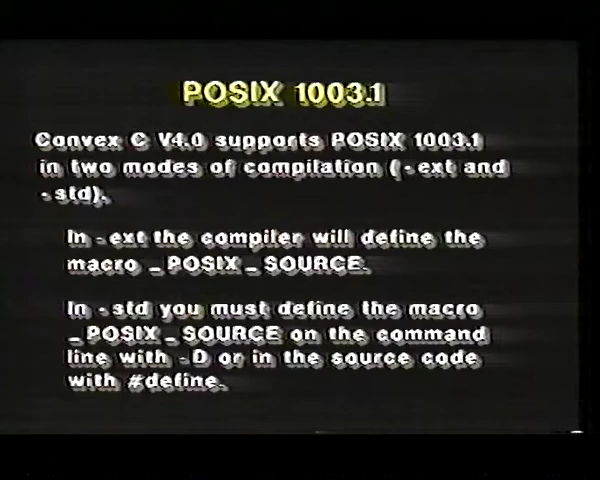 POSIX 1003.1
Convex C V4.0 supports POSIX 1003.1
in two modes of compilation (-ext and
-std).
In -ext the compiler will define the
macro _POSIX_SOURCE.
In -std you must define the macro
_POSIX_SOURCE on the command
line with -D or in the source code
with #define.